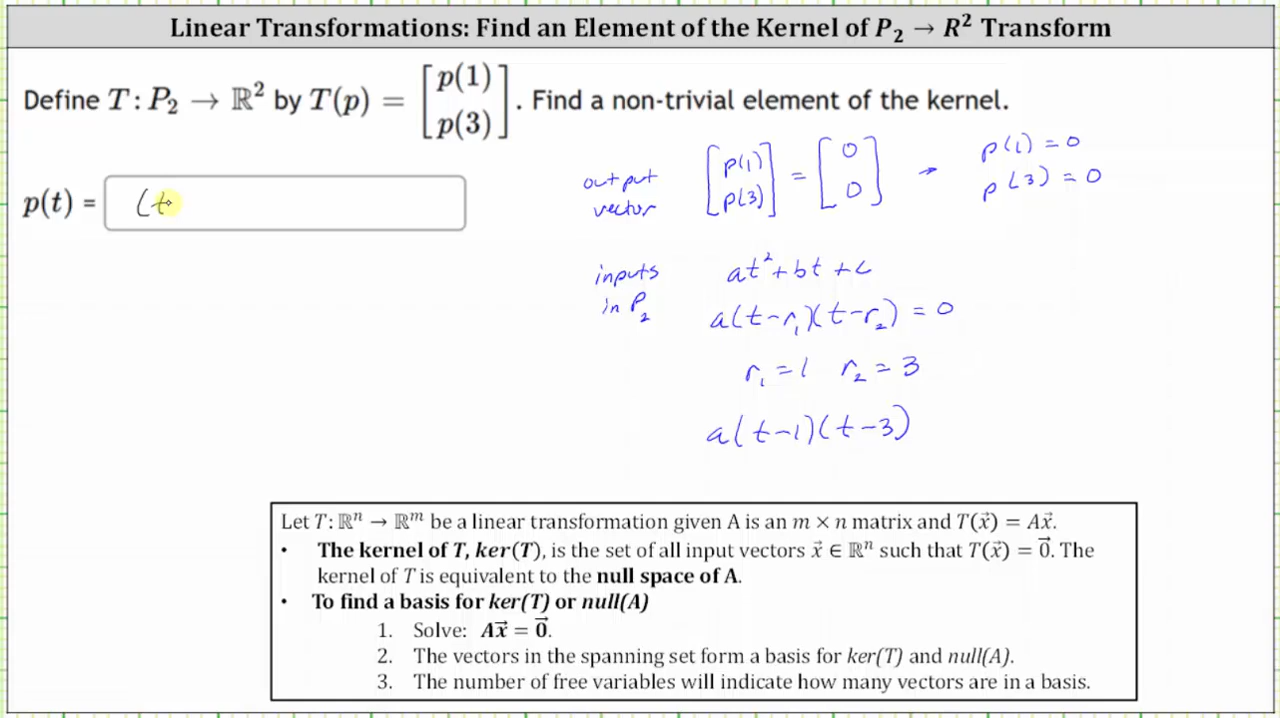 Linear Transformations: Find an Element of the Kernel of P₂ → R² Transform
Define T: P₂ → ℝ² by T(p) = [p(1) p(3)]. Find a non-trivial element of the kernel.
output vector [p(1) p(3)] = [0 0] → p(1) = 0
p(3) = 0
p(t) = (t
inputs in P₂ at² + bt + c
a(t-r₁)(t-r₂) = 0
r₁ = 1 r₂ = 3
a(t-1)(t-3)
Let T: ℝⁿ → ℝᵐ be a linear transformation given A is an m × n matrix and T(x⃗) = Ax⃗.
• The kernel of T, ker(T), is the set of all input vectors x⃗ ∈ ℝⁿ such that T(x⃗) = 0⃗. The
kernel of T is equivalent to the null space of A.
• To find a basis for ker(T) or null(A)
1. Solve: Ax⃗ = 0⃗.
2. The vectors in the spanning set form a basis for ker(T) and null(A).
3. The number of free variables will indicate how many vectors are in a basis.